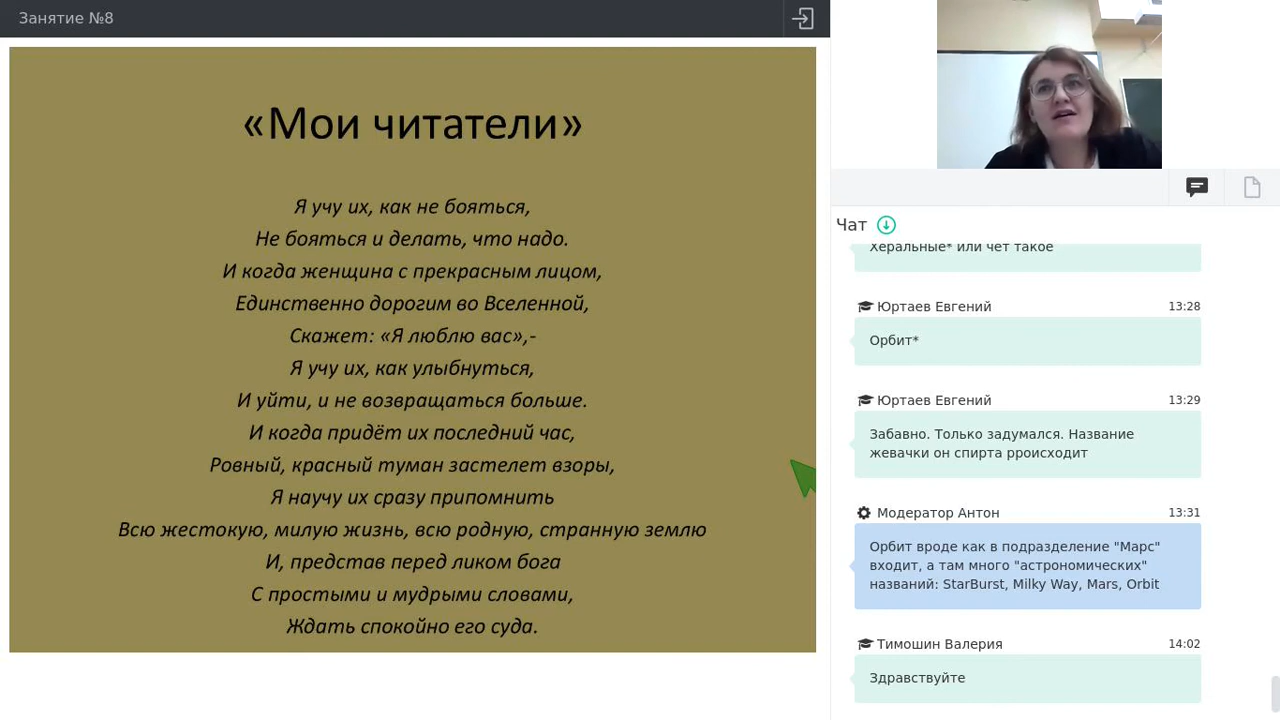 Занятие №8
«Мои читатели»
Я учу их, как не бояться,
Не бояться и делать, что надо.
И когда женщина с прекрасным лицом,
Единственно дорогим во Вселенной,
Скажет: «Я люблю вас»,-
Я учу их, как улыбнуться,
И уйти, и не возвращаться больше.
И когда придёт их последний час,
Ровный, красный туман застелет взоры,
Я научу их сразу припомнить
Всю жестокую, милую жизнь, всю родную, странную землю
И, представ перед ликом бога
С простыми и мудрыми словами,
Ждать спокойно его суда.
Чат
Херальные* или чет такое
Юртаев Евгений 13:28
Орбит*
Юртаев Евгений 13:29
Забавно. Только задумался. Название
жевачки он спирта рроисходит
Модератор Антон 13:31
Орбит вроде как в подразделение "Марс"
входит, а там много "астрономических"
названий: StarBurst, Milky Way, Mars, Orbit
Тимошин Валерия 14:02
Здравствуйте